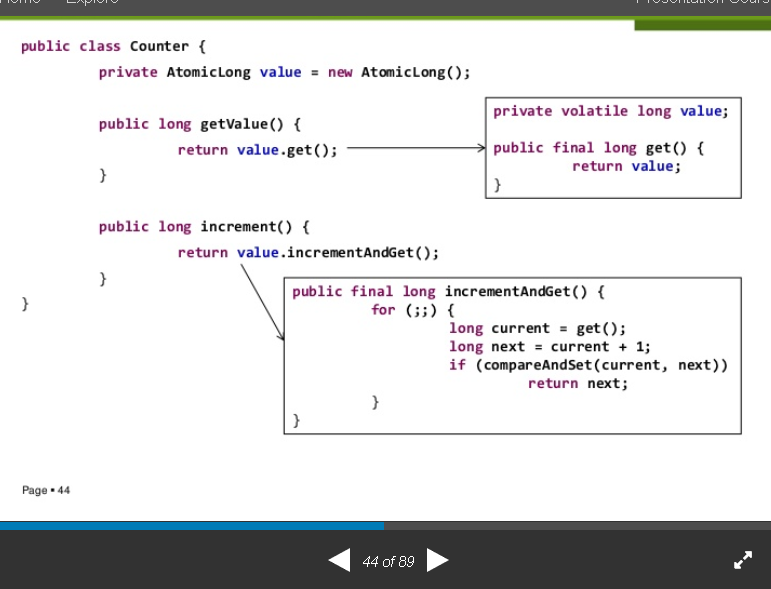 public class Counter {
private AtomicLong value = new AtomicLong();
public long getValue() {
return value.get();
}
private volatile long value;
public final long get() {
return value;
}
public long increment() {
return value.incrementAndGet();
}
}
public final long incrementAndGet() {
for (;;) {
long current = get();
long next = current + 1;
if (compareAndSet(current, next))
return next;
}
}
Page ▪ 44
44 of 89